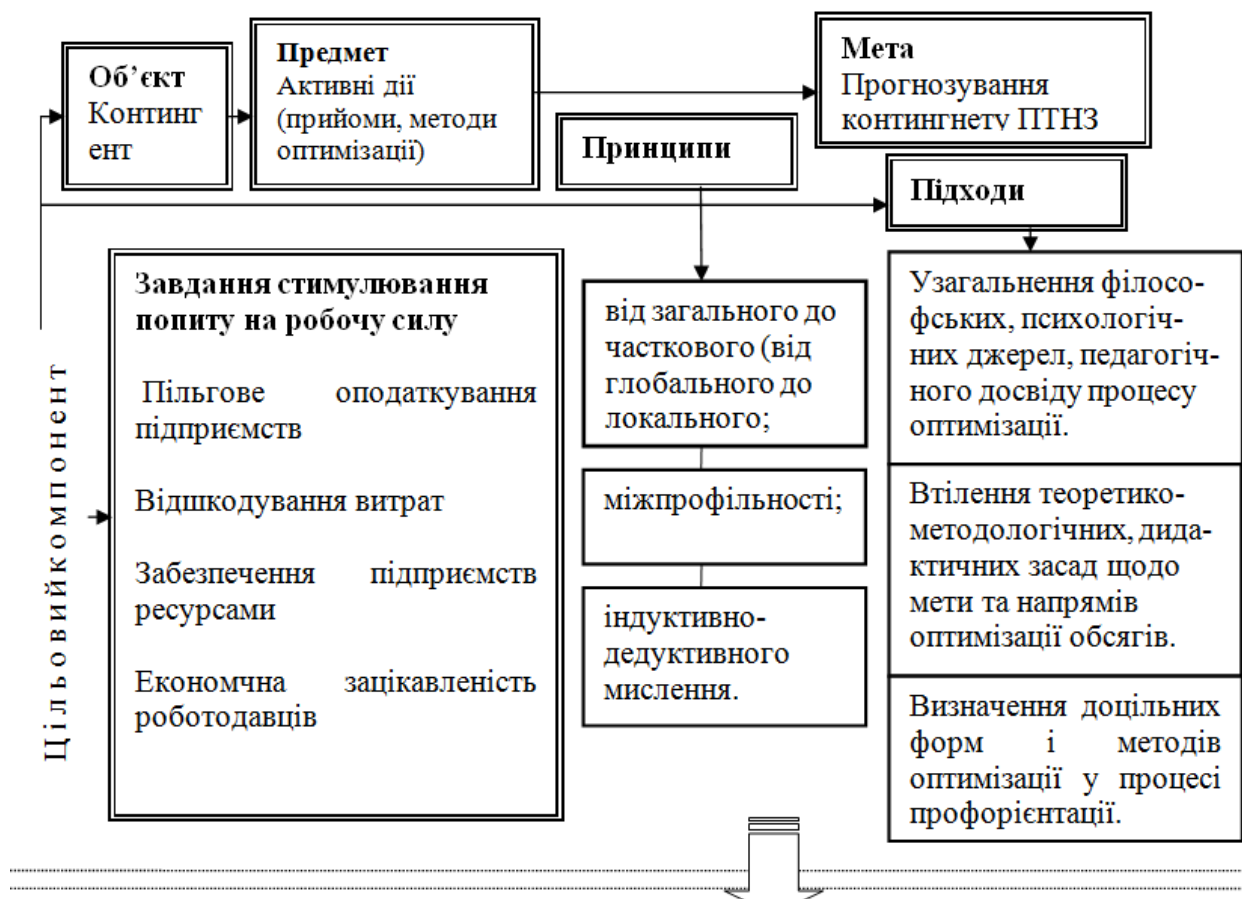 Об’єкт
Континг
ент
Предмет
Активні дії
(прийоми, методи
оптимізації)
Мета
Прогнозування
контингнету ПТНЗ
Принципи
Підходи
Цільовийкомпонент
Завдання стимулювання
попиту на робочу силу
Пільгове оподаткування
підприємств
Відшкодування витрат
Забезпечення підприємств
ресурсами
Економчна зацікавленість
роботодавців
від загального до
часткового (від
глобального до
локального;
міжпрофільності;
індуктивно-
дедуктивного
мислення.
Узагальнення філосо-
фських, психологіч-
них джерел, педагогіч-
ного досвіду процесу
оптимізації.
Втілення теоретико-
методологічних, дида-
ктичних засад щодо
мети та напрямів
оптимізації обсягів.
Визначення доцільних
форм і методів
оптимізації у процесі
профорієнтації.